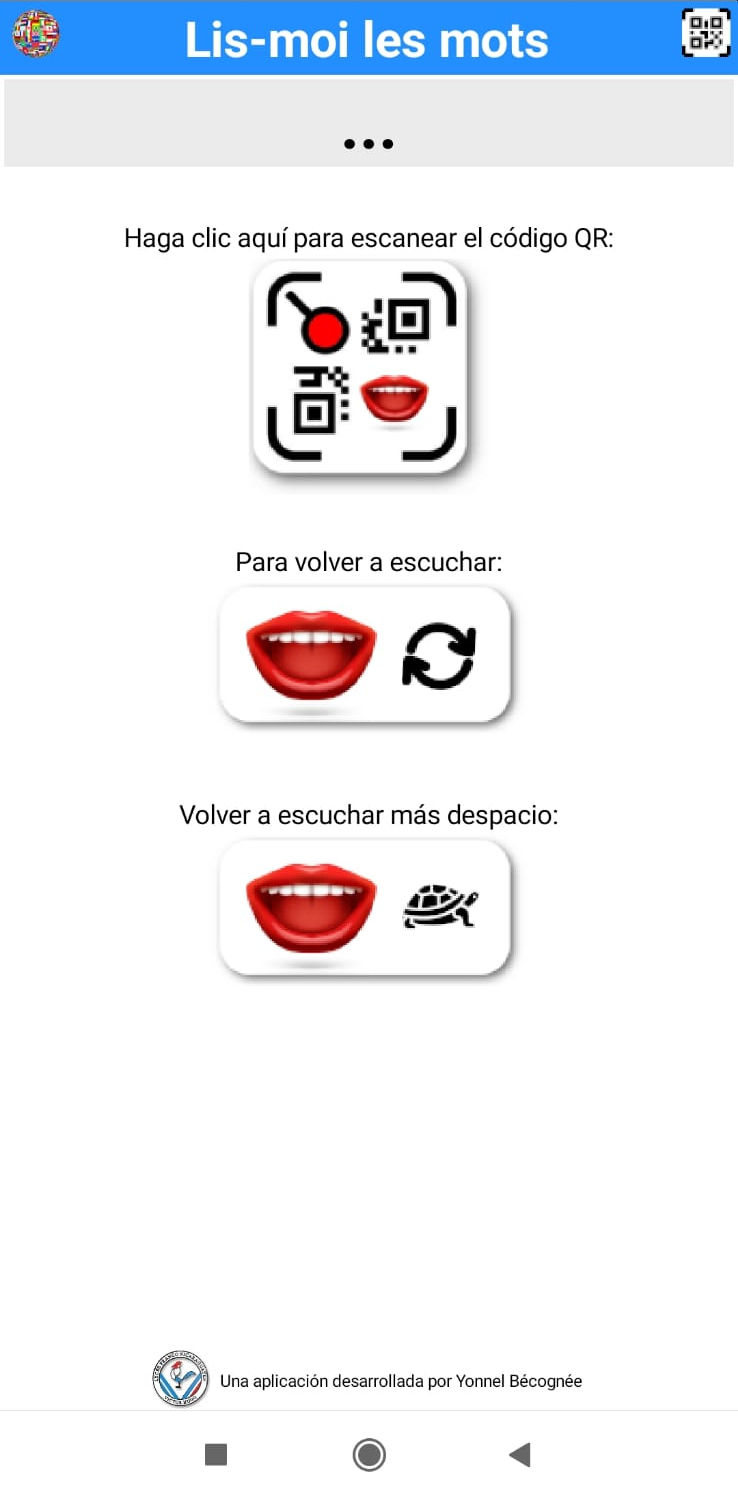 Lis-moi les mots
...
Haga clic aquí para escanear el código QR:
Para volver a escuchar:
Volver a escuchar más despacio:
Una aplicación desarrollada por Yonnel Bécognée